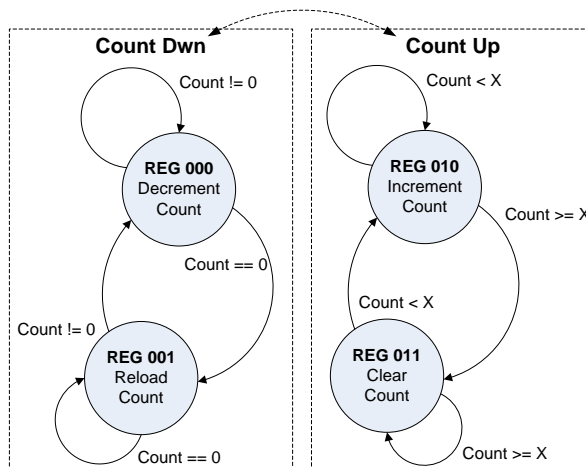 Count Dwn
Count != 0
REG 000
Decrement
Count
Count == 0
Count != 0
REG 001
Reload
Count
Count == 0
Count Up
Count < X
REG 010
Increment
Count
Count >= X
Count < X
REG 011
Clear
Count
Count >= X